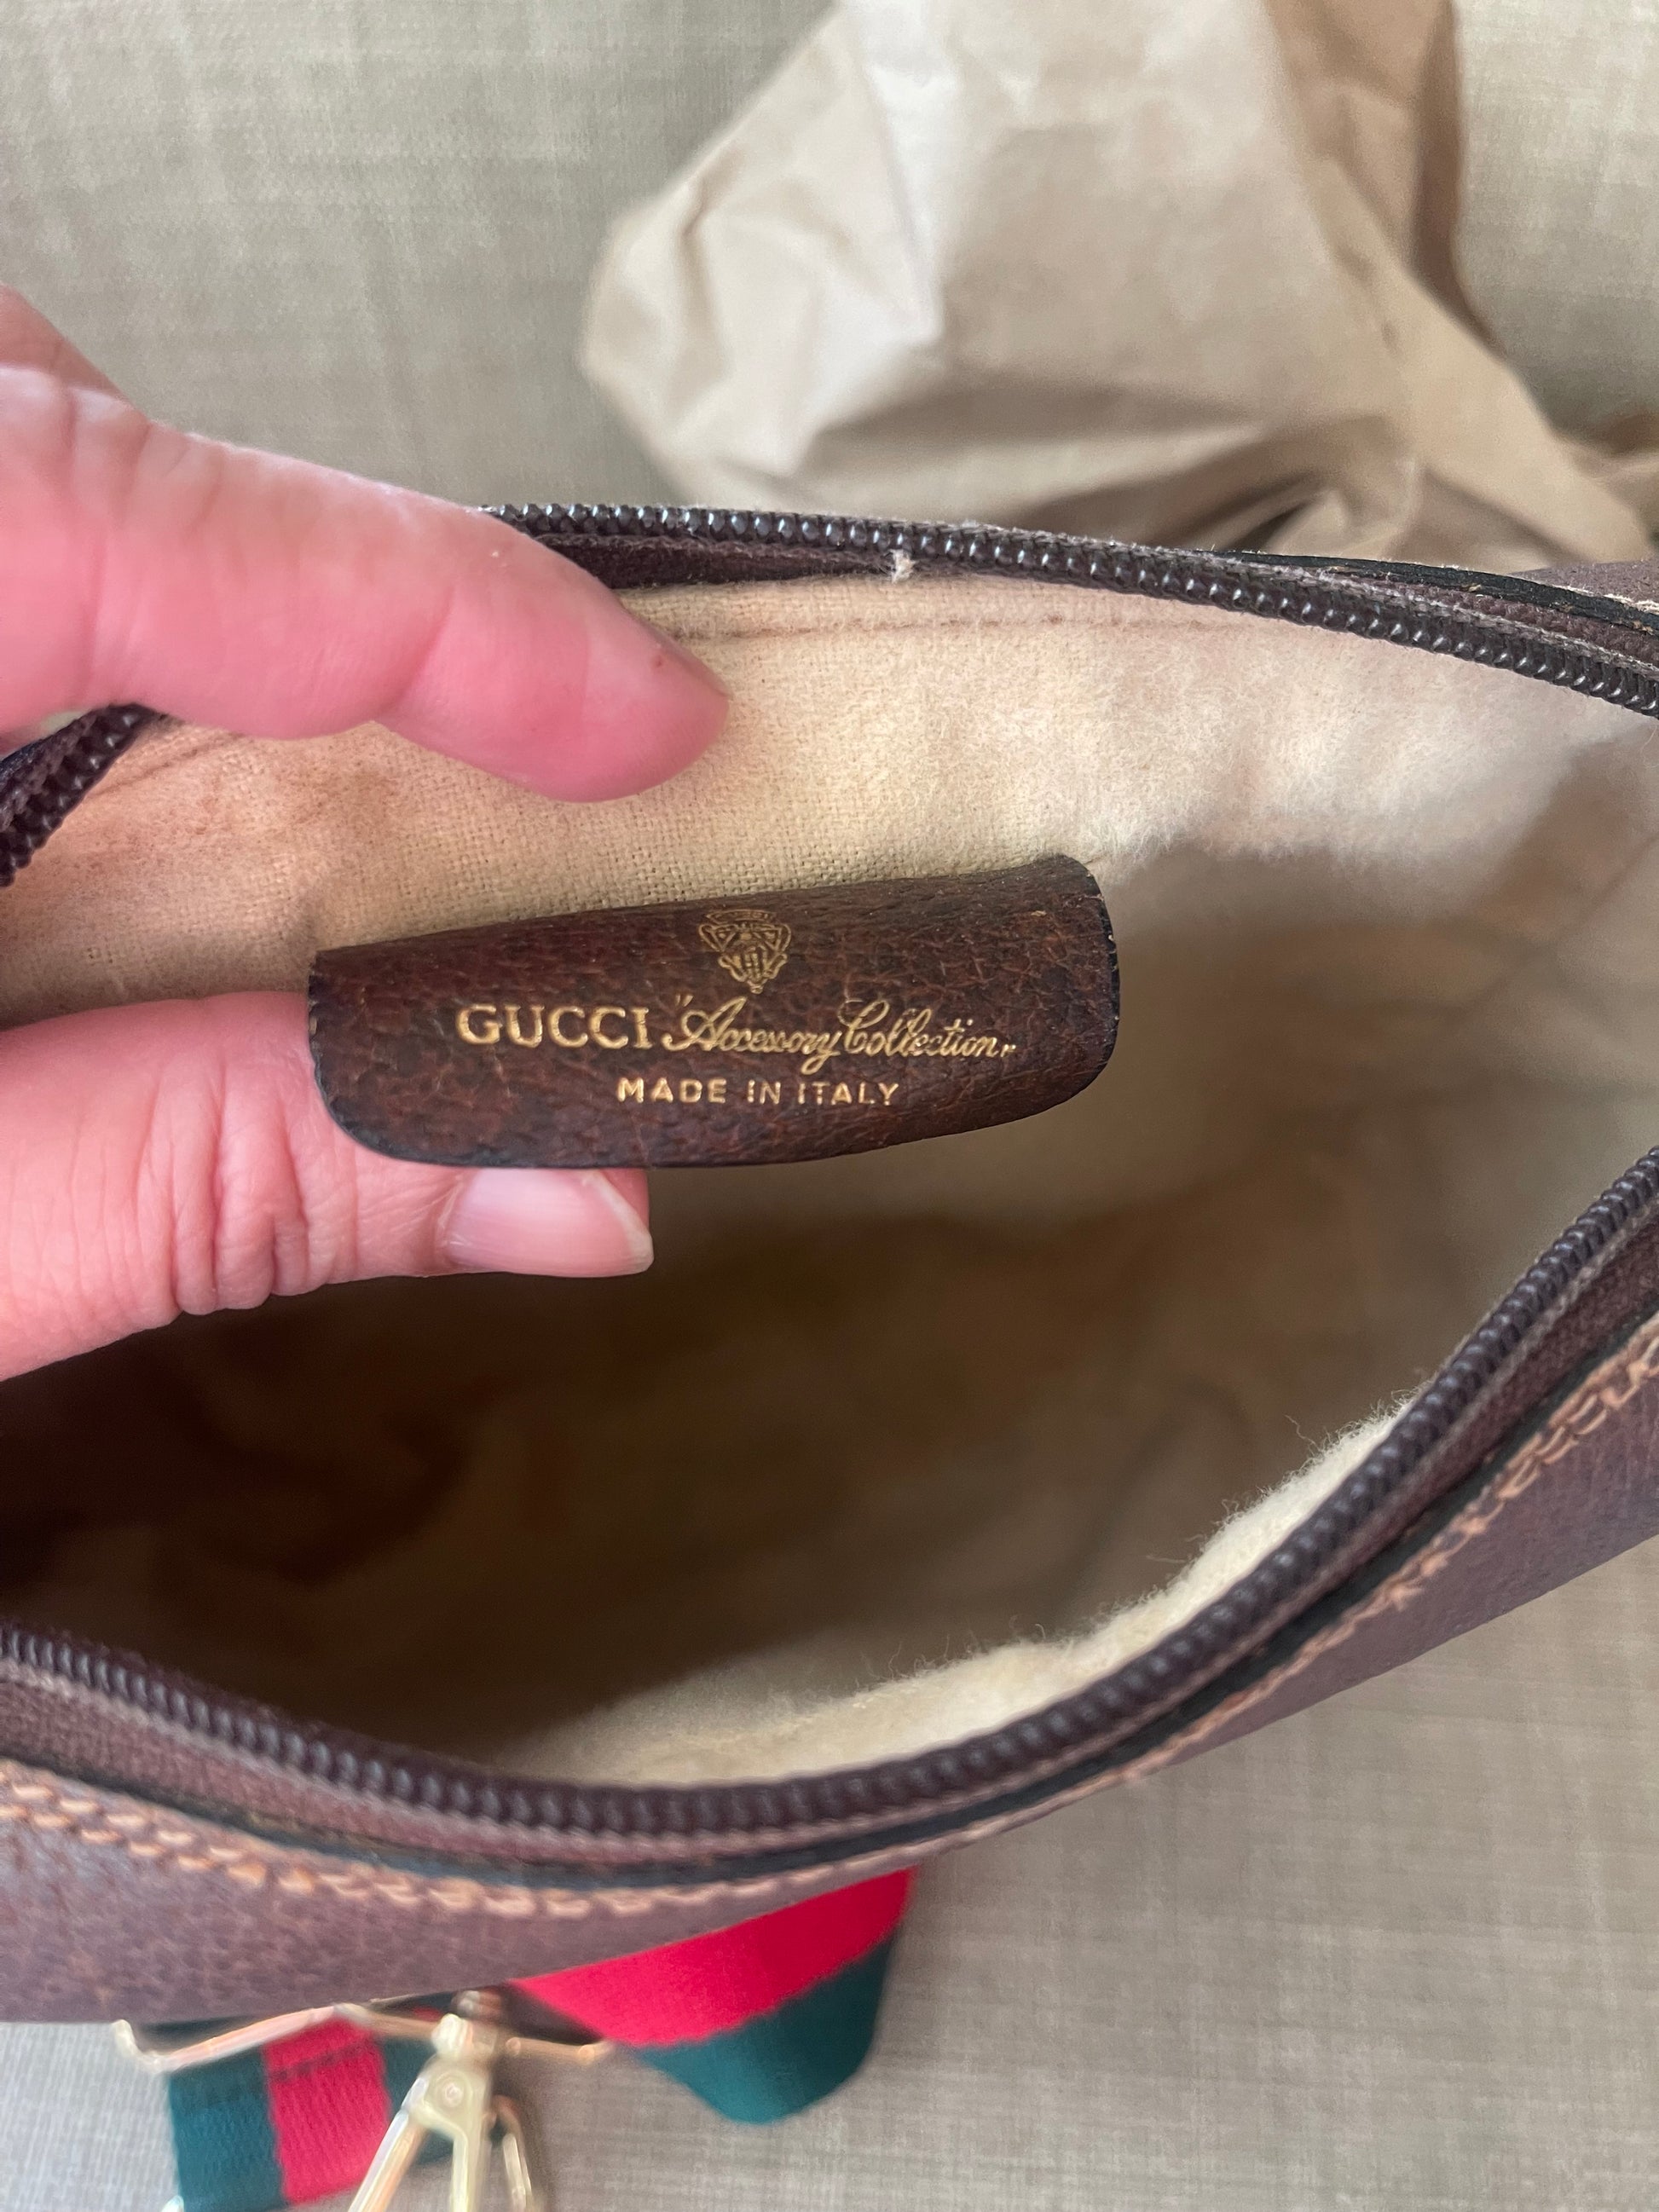 GUCCI "Accessory Collection"
MADE IN ITALY